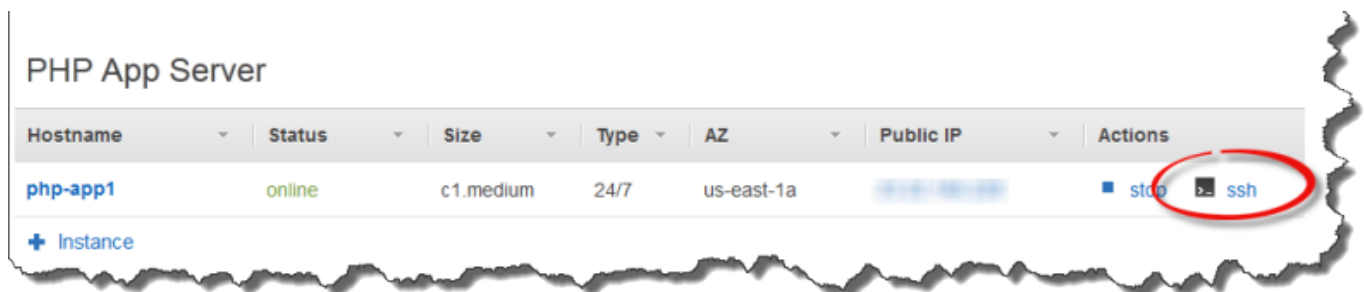 PHP App Server
Hostname Status Size Type AZ Public IP Actions
php-app1 online c1.medium 24/7 us-east-1a stop ssh
Instance